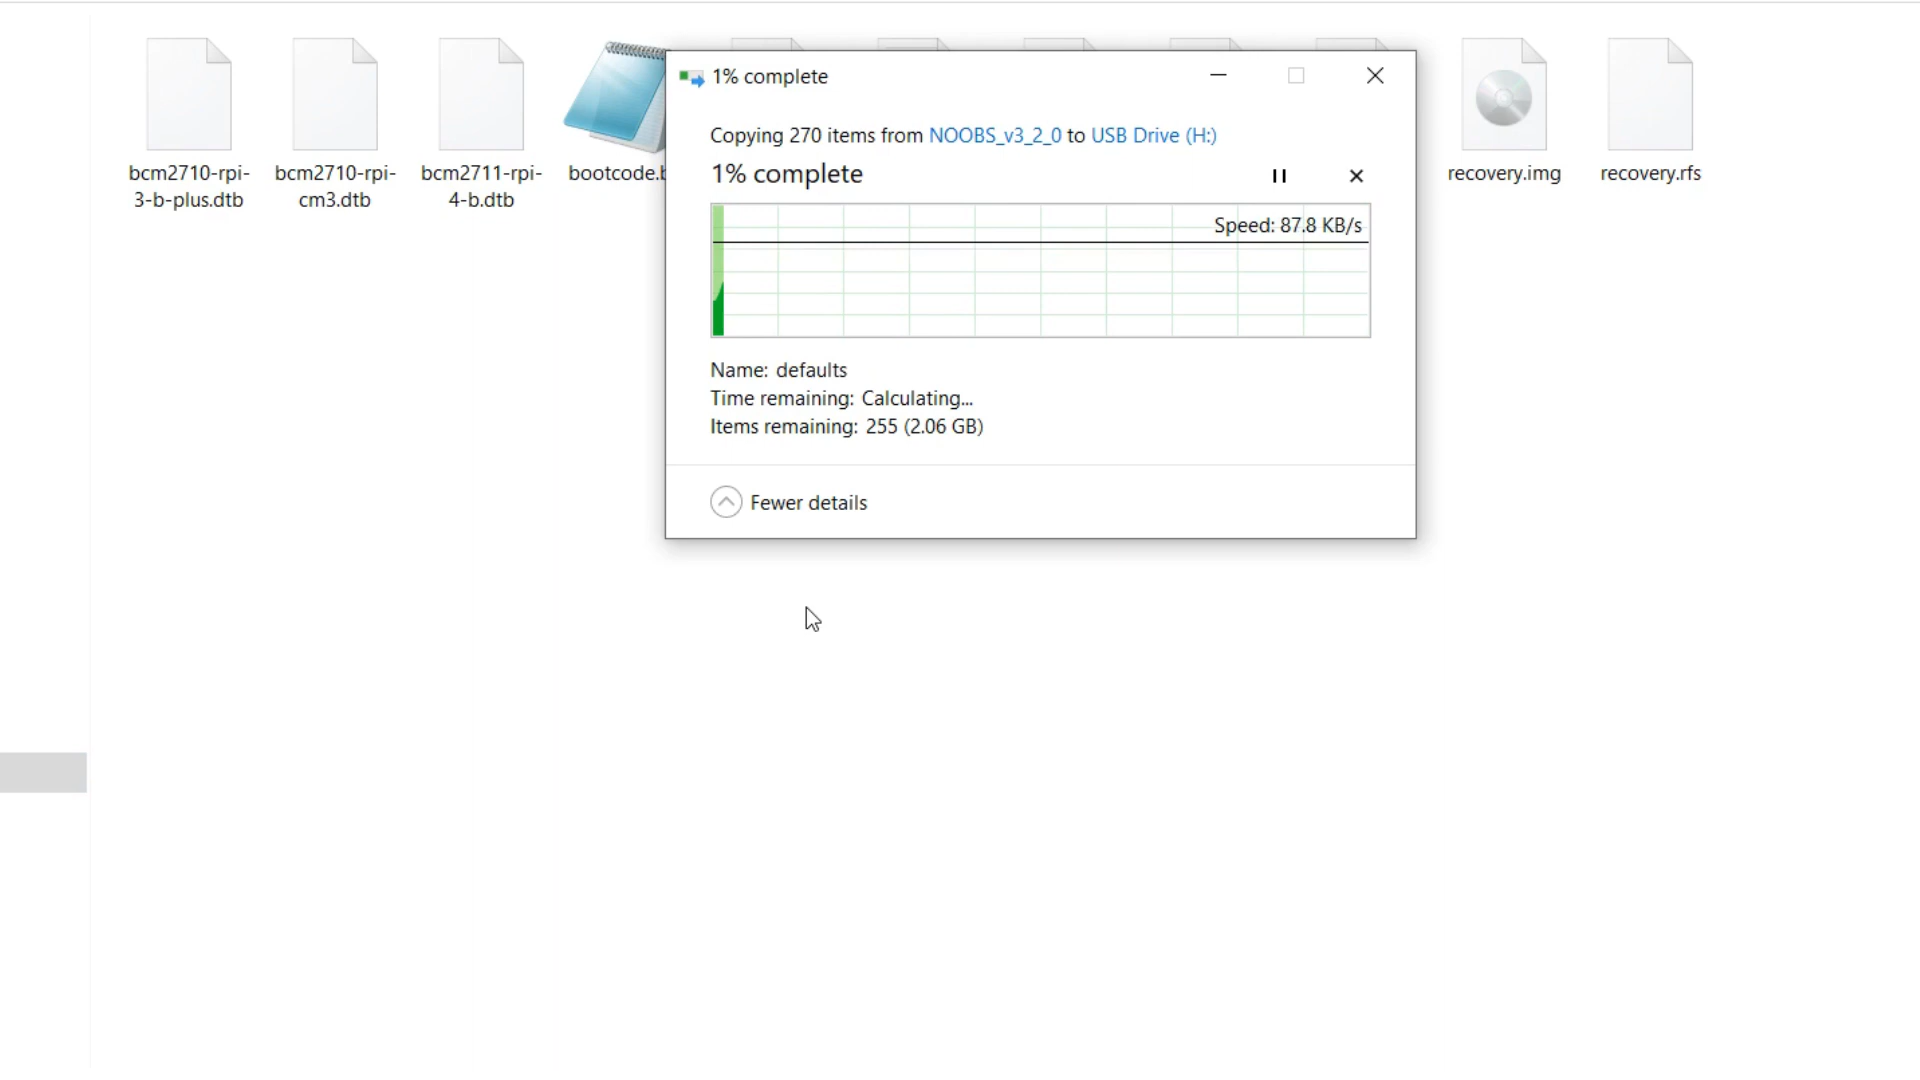 1% complete
Copying 270 items from NOOBS_v3_2_0 to USB Drive (H:)
1% complete
Speed: 87.8 KB/s
Name: defaults
Time remaining: Calculating...
Items remaining: 255 (2.06 GB)
Fewer details
bcm2710-rpi-
3-b-plus.dtb
bcm2710-rpi-
cm3.dtb
bcm2711-rpi-
4-b.dtb
bootcode.b
recovery.img
recovery.rfs